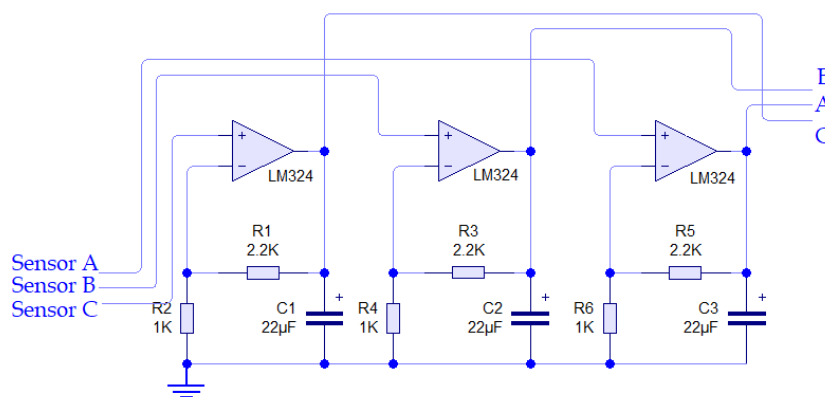 B
A
C
+
−
LM324
+
−
LM324
+
−
LM324
R1
2.2K
R3
2.2K
R5
2.2K
Sensor A
Sensor B
Sensor C
R2
1K
C1
22µF
+
R4
1K
C2
22µF
+
R6
1K
C3
22µF
+